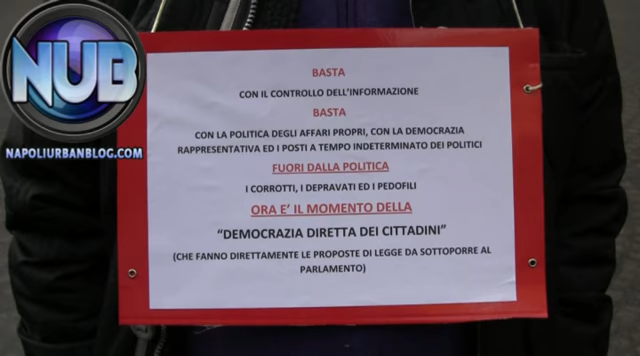 NUB
NAPOLIURBANBLOG.COM
BASTA
CON IL CONTROLLO DELL'INFORMAZIONE
BASTA
CON LA POLITICA DEGLI AFFARI PROPRI, CON LA DEMOCRAZIA
RAPPRESENTATIVA ED I POSTI A TEMPO INDETERMINATO DEI POLITICI
FUORI DALLA POLITICA
I CORROTTI, I DEPRAVATI ED I PEDOFILI
ORA E' IL MOMENTO DELLA
"DEMOCRAZIA DIRETTA DEI CITTADINI"
(CHE FANNO DIRETTAMENTE LE PROPOSTE DI LEGGE DA SOTTOPORRE AL
PARLAMENTO)